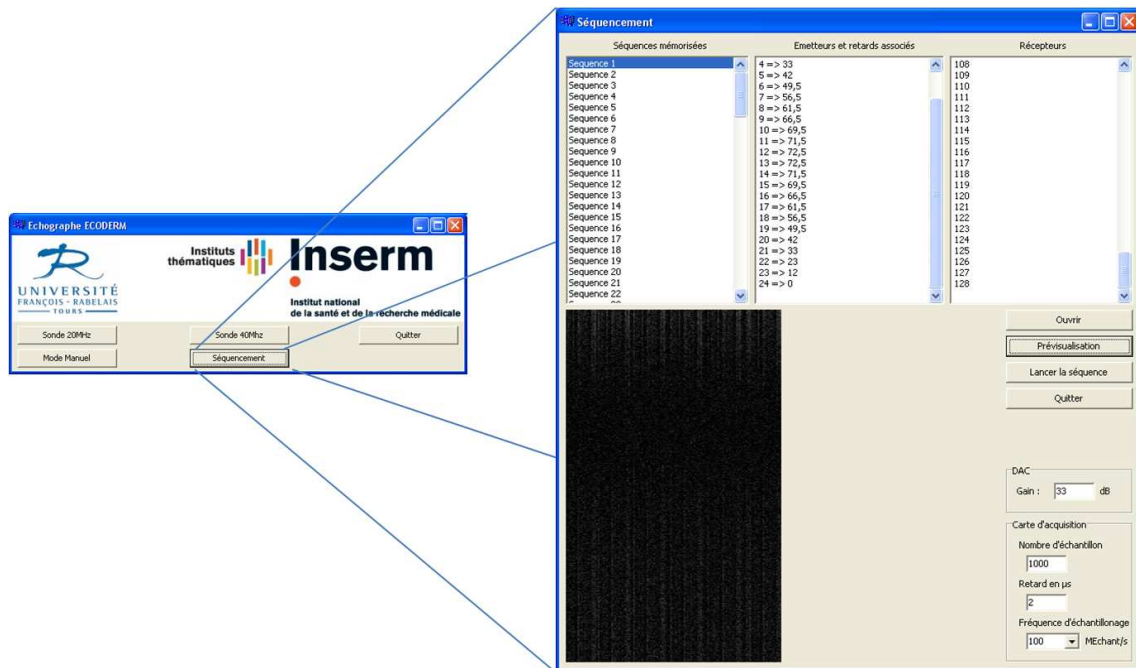 Echographe ECODERM
UNIVERSITÉ
FRANÇOIS - RABELAIS
TOURS
Instituts
thématiques
Inserm
Institut national
de la santé et de la recherche médicale
Sonde 20MHz
Sonde 40Mhz
Quitter
Mode Manuel
Séquencement
Séquencement
Séquences mémorisées
Sequence 1
Sequence 2
Sequence 3
Sequence 4
Sequence 5
Sequence 6
Sequence 7
Sequence 8
Sequence 9
Sequence 10
Sequence 11
Sequence 12
Sequence 13
Sequence 14
Sequence 15
Sequence 16
Sequence 17
Sequence 18
Sequence 19
Sequence 20
Sequence 21
Sequence 22
Emetteurs et retards associés
4 => 33
5 => 42
6 => 49,5
7 => 56,5
8 => 61,5
9 => 66,5
10 => 69,5
11 => 71,5
12 => 72,5
13 => 72,5
14 => 71,5
15 => 69,5
16 => 66,5
17 => 61,5
18 => 56,5
19 => 49,5
20 => 42
21 => 33
22 => 23
23 => 12
24 => 0
Récepteurs
108
109
110
111
112
113
114
115
116
117
118
119
120
121
122
123
124
125
126
127
128
Ouvrir
Prévisualisation
Lancer la séquence
Quitter
DAC
Gain : 33 dB
Carte d'acquisition
Nombre d'échantillon
1000
Retard en µs
2
Fréquence d'échantillonage
100 MEchant/s